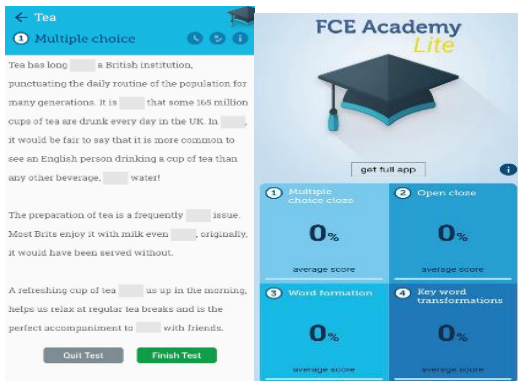 ← Tea
1 Multiple choice
Tea has long a British institution,
punctuating the daily routine of the population for
many generations. It is that some 165 million
cups of tea are drunk every day in the UK. In ,
it would be fair to say that it is more common to
see an English person drinking a cup of tea than
any other beverage, water!
The preparation of tea is a frequently issue.
Most Brits enjoy it with milk even , originally,
it would have been served without.
A refreshing cup of tea us up in the morning,
helps us relax at regular tea breaks and is the
perfect accompaniment to with friends.
Quit Test Finish Test
FCE Academy
Lite
get full app i
1 Multiple choice cloze
0%
average score
2 Open cloze
0%
average score
3 Word formation
0%
average score
4 Key word
transformations
0%
average score